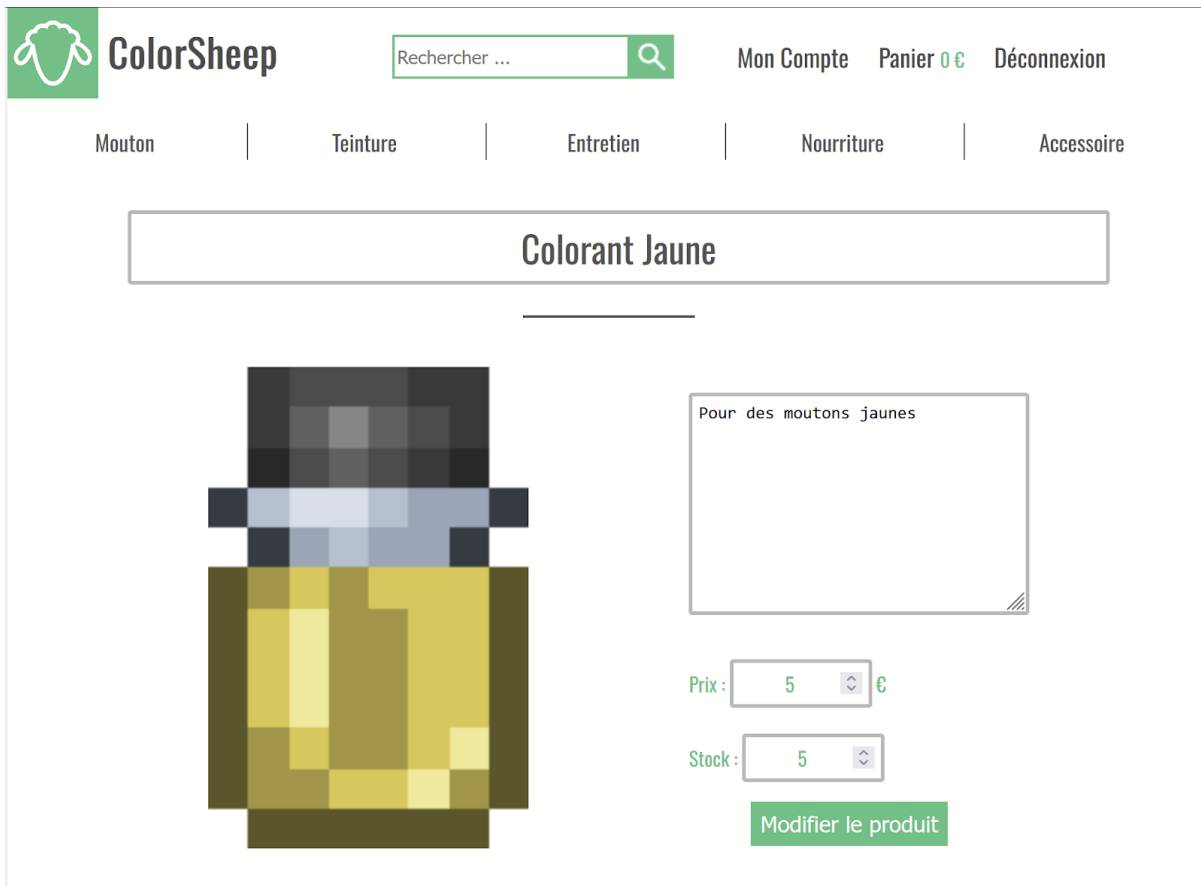 ColorSheep
Rechercher ...
Mon Compte Panier 0 € Déconnexion
Mouton Teinture Entretien Nourriture Accessoire
Colorant Jaune
Pour des moutons jaunes
Prix : 5 €
Stock : 5
Modifier le produit